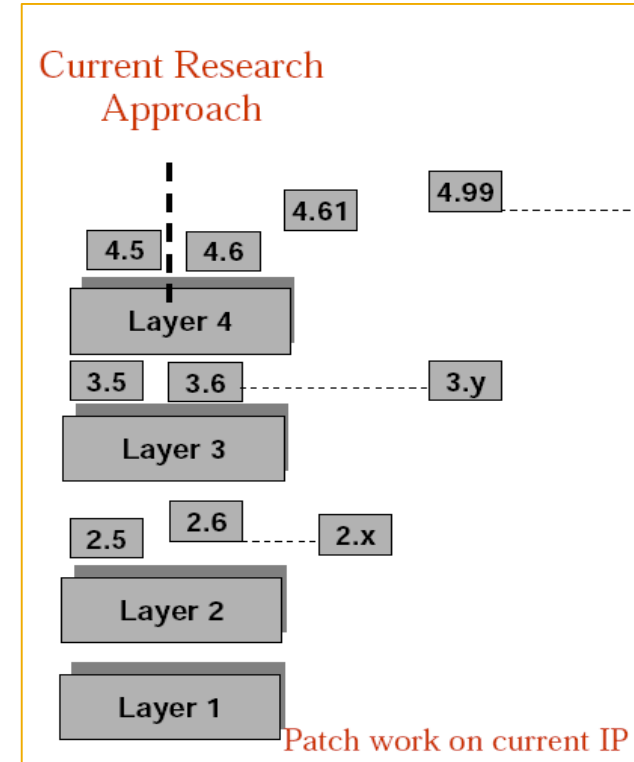 Current Research
Approach
4.99
4.61
4.5 4.6
Layer 4
3.5 3.6 3.y
Layer 3
2.6
2.5 2.x
Layer 2
Layer 1
Patch work on current IP